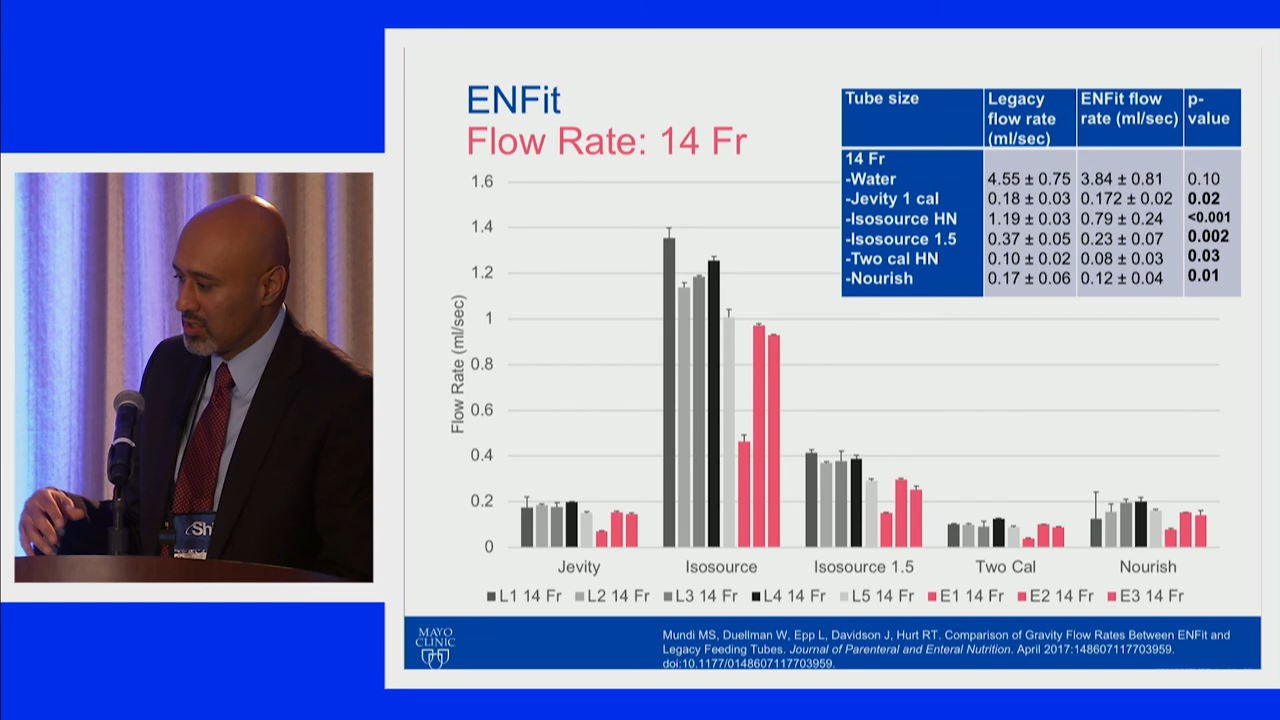 ENFit
Flow Rate: 14 Fr
Tube size Legacy flow rate (ml/sec) ENFit flow rate (ml/sec) p-value
14 Fr
-Water 4.55 ± 0.75 3.84 ± 0.81 0.10
-Jevity 1 cal 0.18 ± 0.03 0.172 ± 0.02 0.02
-Isosource HN 1.19 ± 0.03 0.79 ± 0.24 <0.001
-Isosource 1.5 0.37 ± 0.05 0.23 ± 0.07 0.002
-Two cal HN 0.10 ± 0.02 0.08 ± 0.03 0.03
-Nourish 0.17 ± 0.06 0.12 ± 0.04 0.01
Flow Rate (ml/sec)
1.6
1.4
1.2
1
0.8
0.6
0.4
0.2
0
Jevity Isosource Isosource 1.5 Two Cal Nourish
L1 14 Fr L2 14 Fr L3 14 Fr L4 14 Fr L5 14 Fr E1 14 Fr E2 14 Fr E3 14 Fr
MAYO
CLINIC
Mundi MS, Duellman W, Epp L, Davidson J, Hurt RT. Comparison of Gravity Flow Rates Between ENFit and
Legacy Feeding Tubes. Journal of Parenteral and Enteral Nutrition. April 2017:148607117703959.
doi:10.1177/0148607117703959.